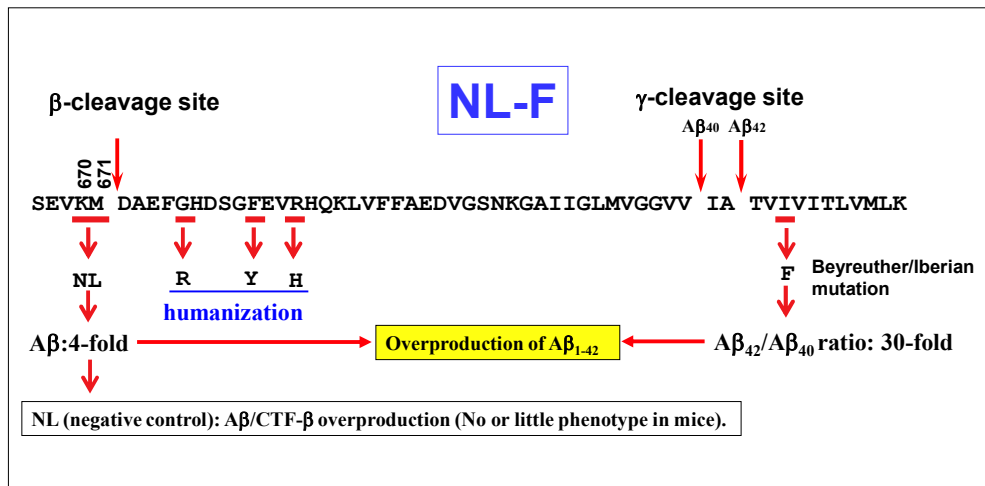 NL-F
β-cleavage site
γ-cleavage site
Aβ40 Aβ42
670
671
SEVKM DAEFGHDSGFEVRHQKLVFFAEDVGSNKGAIIGLMVGGVV IA TVIVITLVMLK
NL R Y H F
Beyreuther/Iberian
mutation
humanization
Aβ:4-fold
Overproduction of Aβ1-42
Aβ42/Aβ40 ratio: 30-fold
NL (negative control): Aβ/CTF-β overproduction (No or little phenotype in mice).